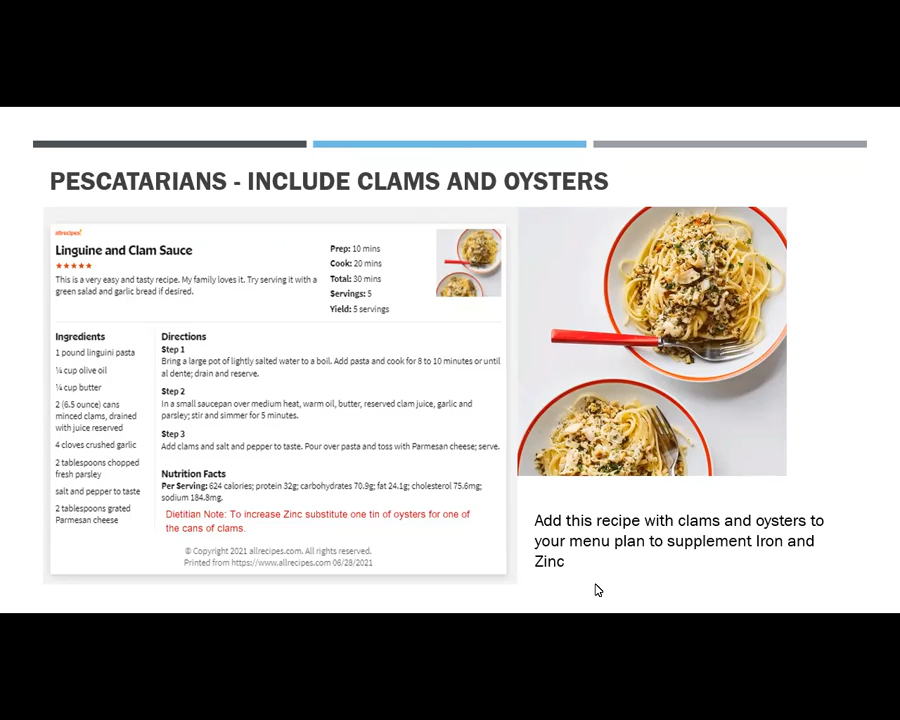 PESCATARIANS - INCLUDE CLAMS AND OYSTERS
allrecipes
Linguine and Clam Sauce
This is a very easy and tasty recipe. My family loves it. Try serving it with a
green salad and garlic bread if desired.
Prep: 10 mins
Cook: 20 mins
Total: 30 mins
Servings: 5
Yield: 5 servings
Ingredients
1 pound linguini pasta
¼ cup olive oil
¼ cup butter
2 (6.5 ounce) cans
minced clams, drained
with juice reserved
4 cloves crushed garlic
2 tablespoons chopped
fresh parsley
salt and pepper to taste
2 tablespoons grated
Parmesan cheese
Directions
Step 1
Bring a large pot of lightly salted water to a boil. Add pasta and cook for 8 to 10 minutes or until
al dente; drain and reserve.
Step 2
In a small saucepan over medium heat, warm oil, butter, reserved clam juice, garlic and
parsley; stir and simmer for 5 minutes.
Step 3
Add clams and salt and pepper to taste. Pour over pasta and toss with Parmesan cheese; serve.
Nutrition Facts
Per Serving: 624 calories; protein 32g; carbohydrates 70.9g; fat 24.1g; cholesterol 75.6mg;
sodium 184.8mg.
Dietitian Note: To increase Zinc substitute one tin of oysters for one of
the cans of clams.
© Copyright 2021 allrecipes.com. All rights reserved.
Printed from https://www.allrecipes.com 06/28/2021
Add this recipe with clams and oysters to
your menu plan to supplement Iron and
Zinc